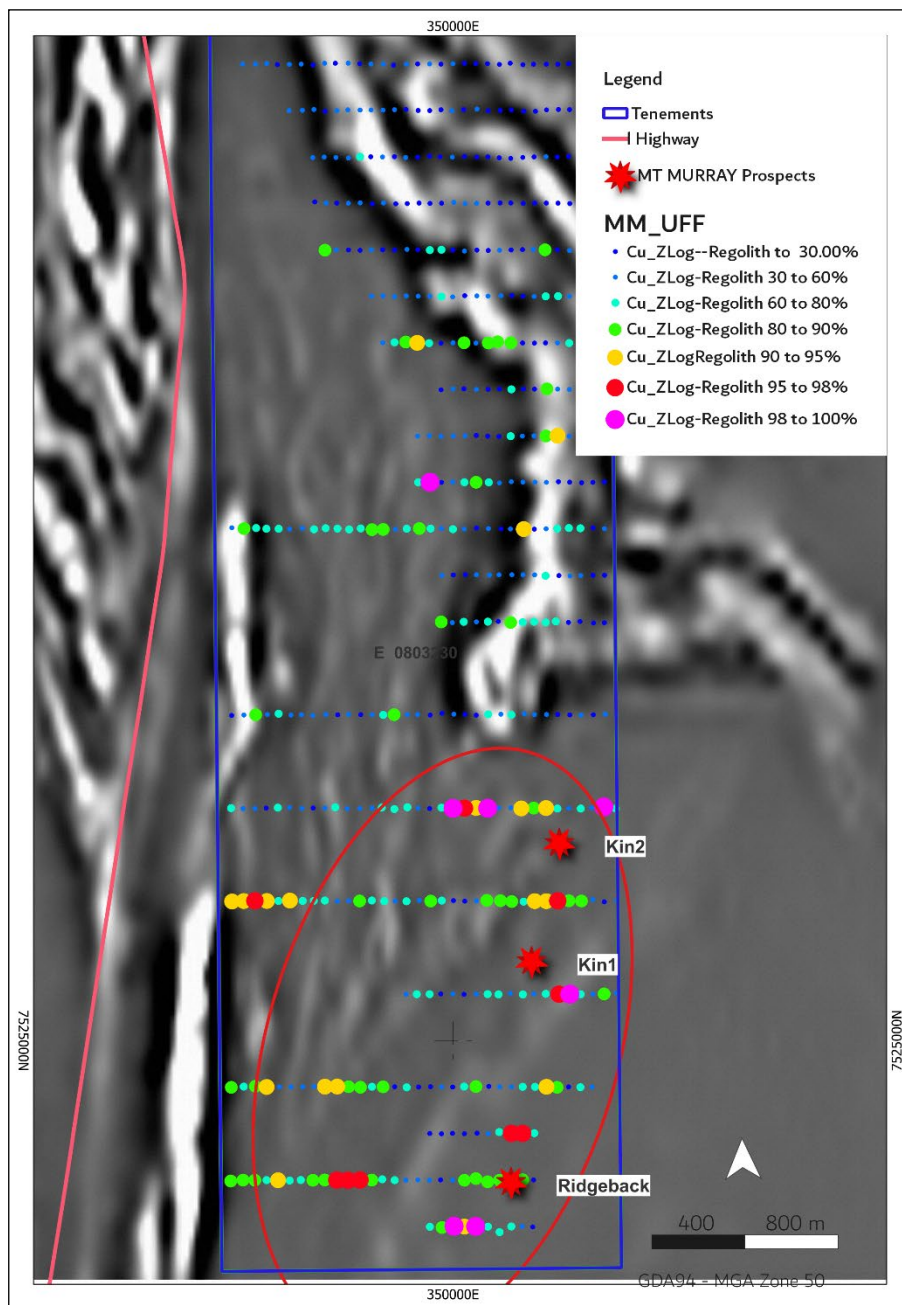 350000E
Legend
Tenements
Highway
MT MURRAY Prospects
MM_UFF
Cu_ZLog--Regolith to 30.00%
Cu_ZLog-Regolith 30 to 60%
Cu_ZLog-Regolith 60 to 80%
Cu_ZLog-Regolith 80 to 90%
Cu_ZLogRegolith 90 to 95%
Cu_ZLog-Regolith 95 to 98%
Cu_ZLog-Regolith 98 to 100%
E 0803230
Kin2
Kin1
7525000N
7525000N
Ridgeback
400 800 m
GDA94 - MGA Zone 50
350000E